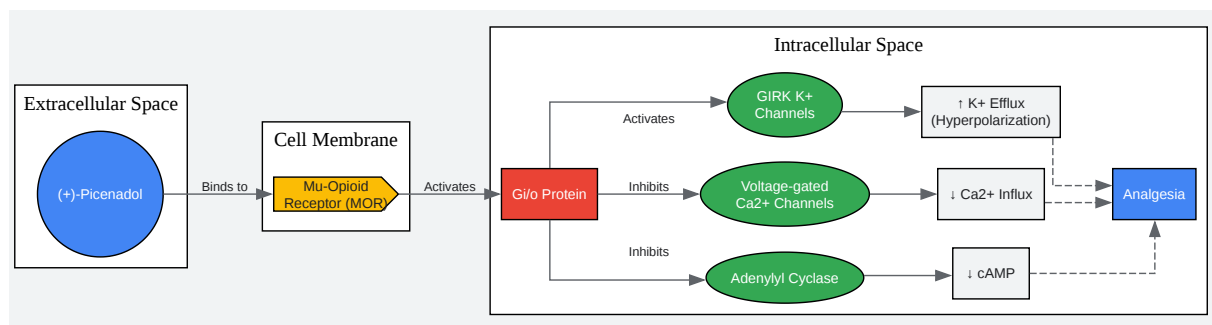 Extracellular Space
(+)-Picenadol
Binds to
Cell Membrane
Mu-Opioid
Receptor (MOR)
Activates
Intracellular Space
Gi/o Protein
Activates
GIRK K+
Channels
↑ K+ Efflux
(Hyperpolarization)
Inhibits
Voltage-gated
Ca2+ Channels
↓ Ca2+ Influx
Analgesia
Inhibits
Adenylyl Cyclase
↓ cAMP